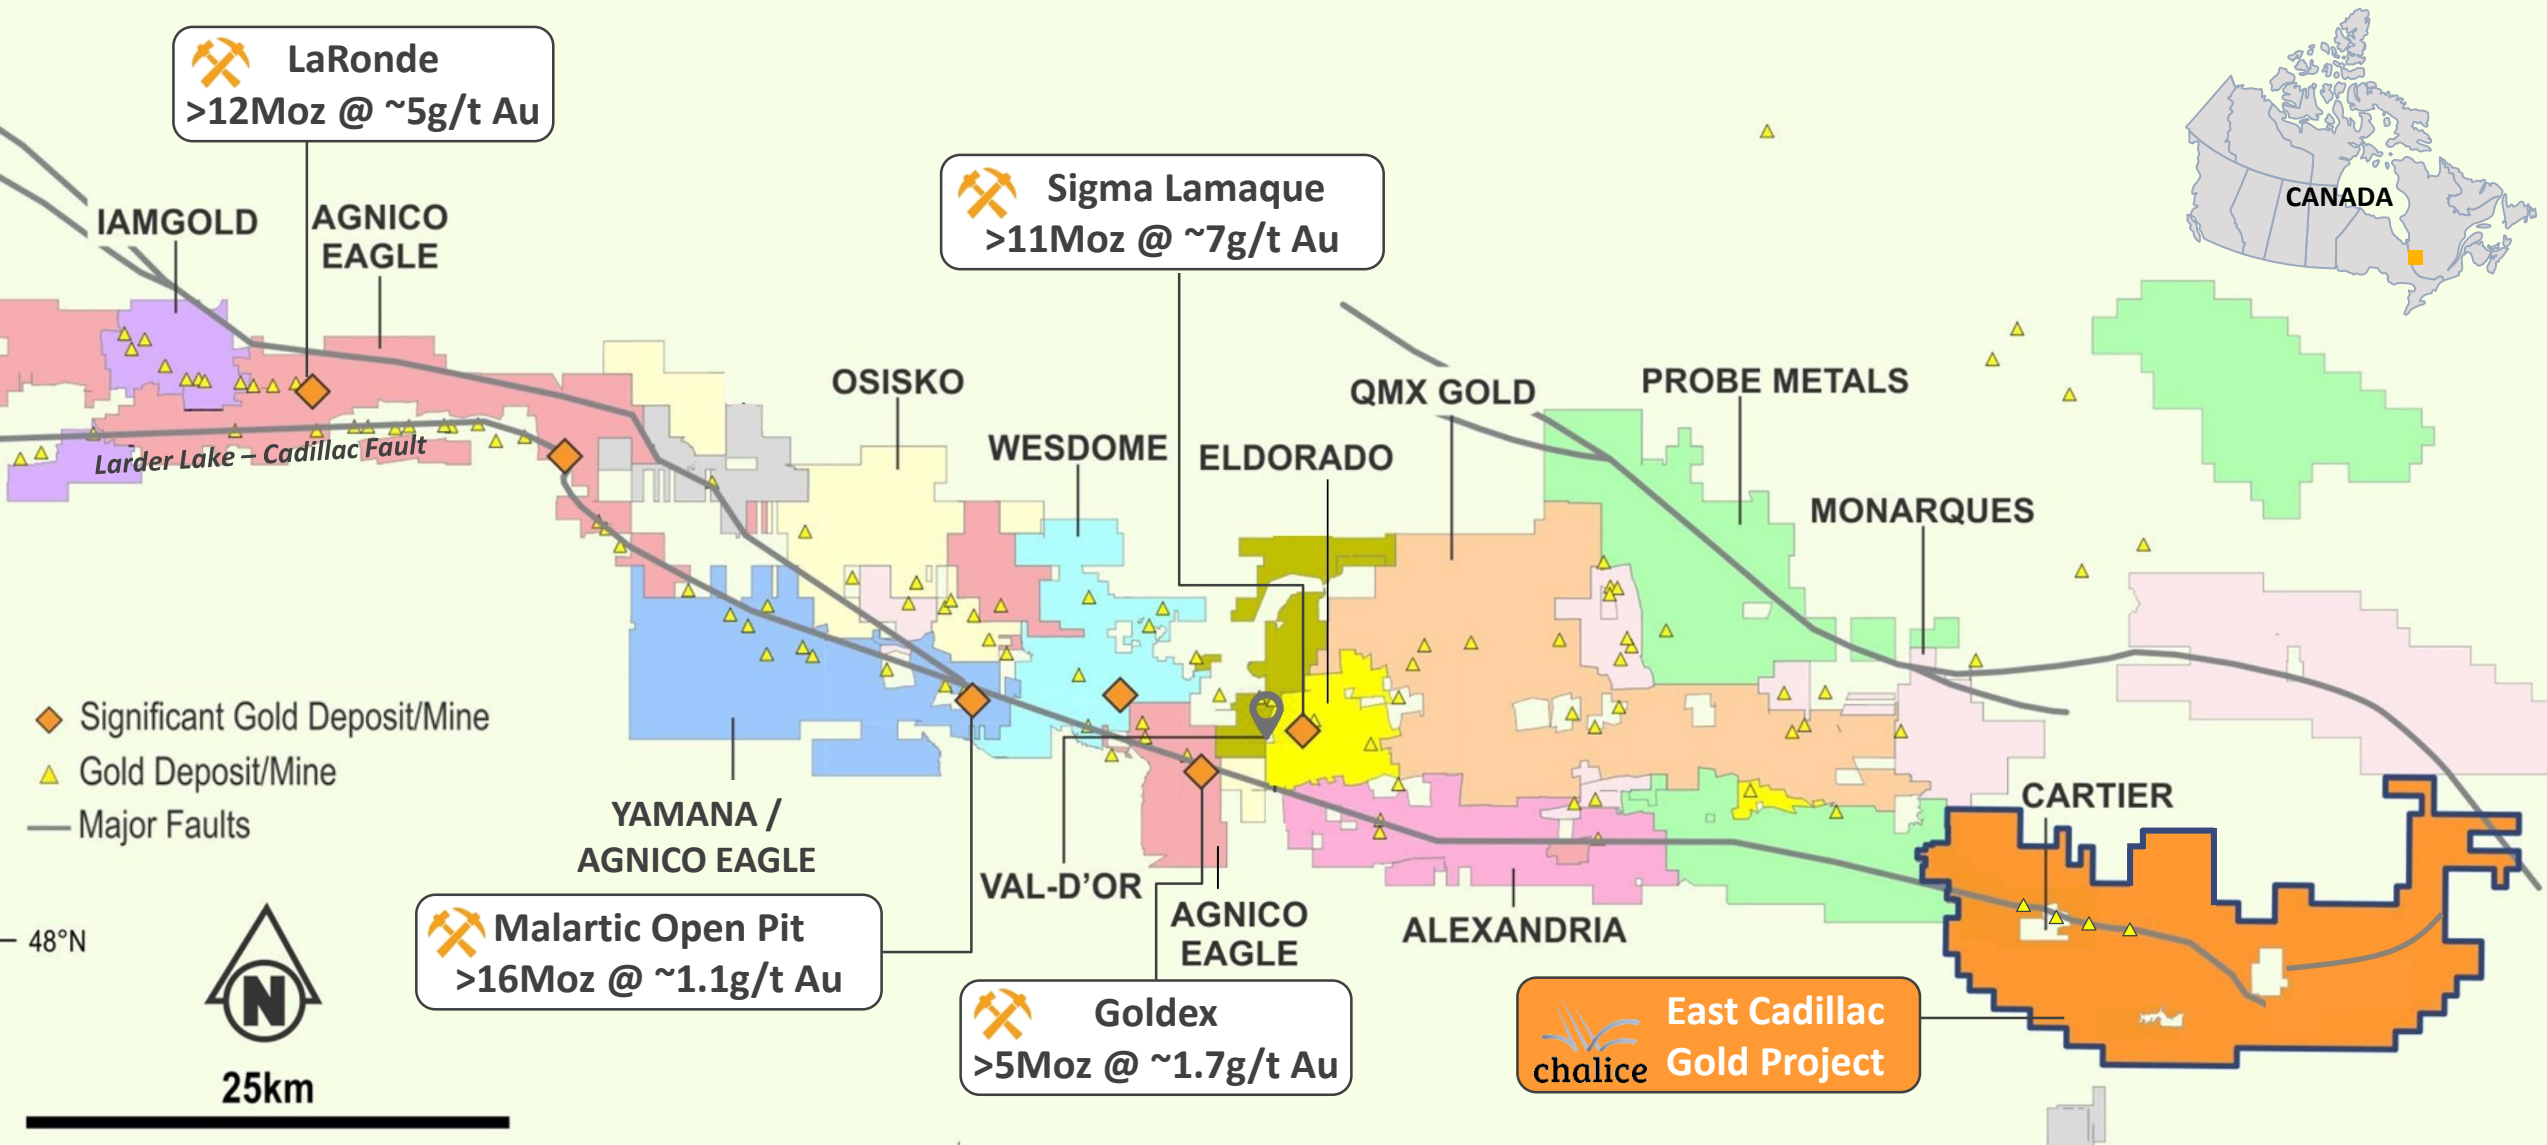 LaRonde
>12Moz @ ~5g/t Au
Sigma Lamaque
>11Moz @ ~7g/t Au
CANADA
IAMGOLD
AGNICO
EAGLE
OSISKO
QMX GOLD
PROBE METALS
WESDOME
ELDORADO
Larder Lake – Cadillac Fault
MONARQUES
Significant Gold Deposit/Mine
Gold Deposit/Mine
Major Faults
YAMANA /
AGNICO EAGLE
CARTIER
VAL-D’OR
AGNICO
EAGLE
ALEXANDRIA
48°N
N
25km
Malartic Open Pit
>16Moz @ ~1.1g/t Au
Goldex
>5Moz @ ~1.7g/t Au
chalice
East Cadillac
Gold Project